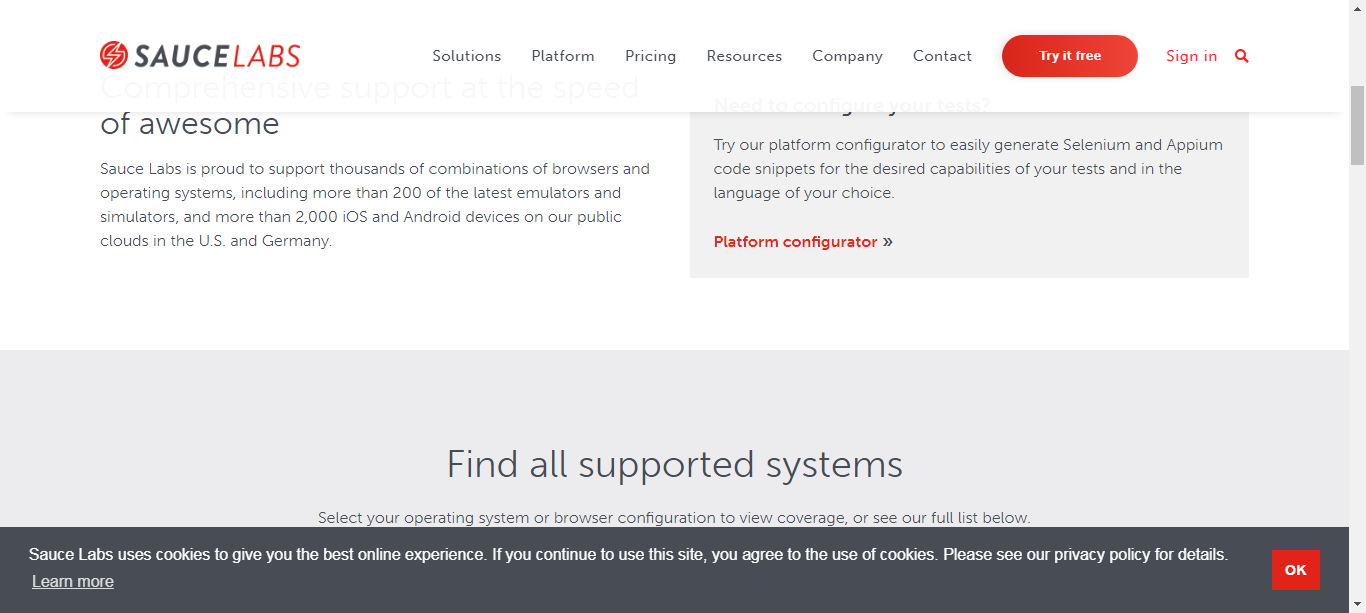 SAUCE LABS
Solutions Platform Pricing Resources Company Contact Try it free Sign in
Comprehensive support at the speed
of awesome
Sauce Labs is proud to support thousands of combinations of browsers and
operating systems, including more than 200 of the latest emulators and
simulators, and more than 2,000 iOS and Android devices on our public
clouds in the U.S. and Germany.
Need to configure your tests?
Try our platform configurator to easily generate Selenium and Appium
code snippets for the desired capabilities of your tests and in the
language of your choice.
Platform configurator »
Find all supported systems
Select your operating system or browser configuration to view coverage, or see our full list below.
Sauce Labs uses cookies to give you the best online experience. If you continue to use this site, you agree to the use of cookies. Please see our privacy policy for details.
Learn more
OK